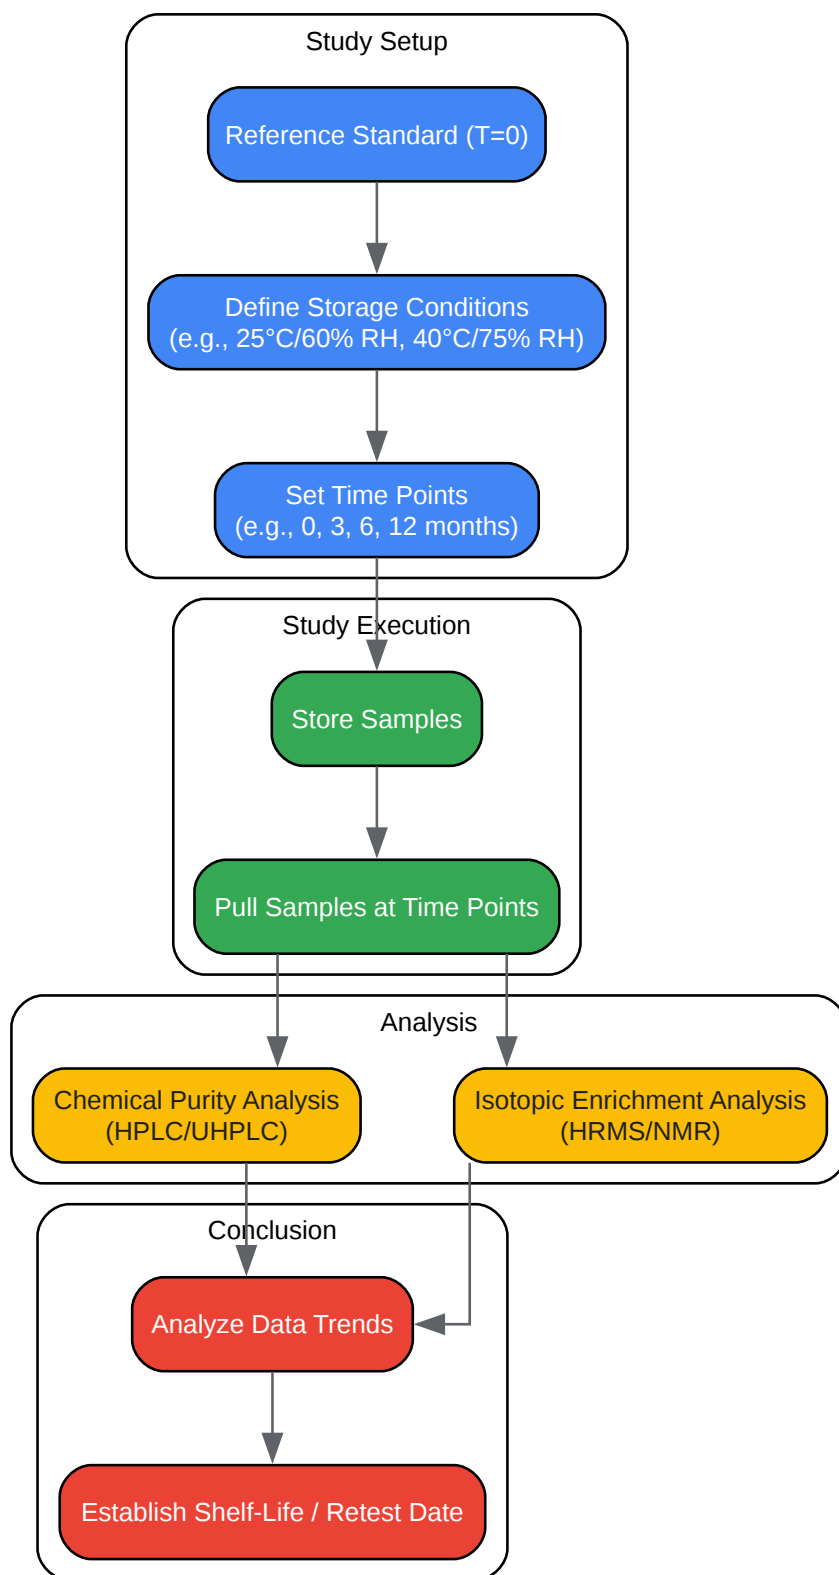 Study Setup
Reference Standard (T=0)
Define Storage Conditions
(e.g., 25°C/60% RH, 40°C/75% RH)
Set Time Points
(e.g., 0, 3, 6, 12 months)
Study Execution
Store Samples
Pull Samples at Time Points
Analysis
Chemical Purity Analysis
(HPLC/UHPLC)
Isotopic Enrichment Analysis
(HRMS/NMR)
Conclusion
Analyze Data Trends
Establish Shelf-Life / Retest Date